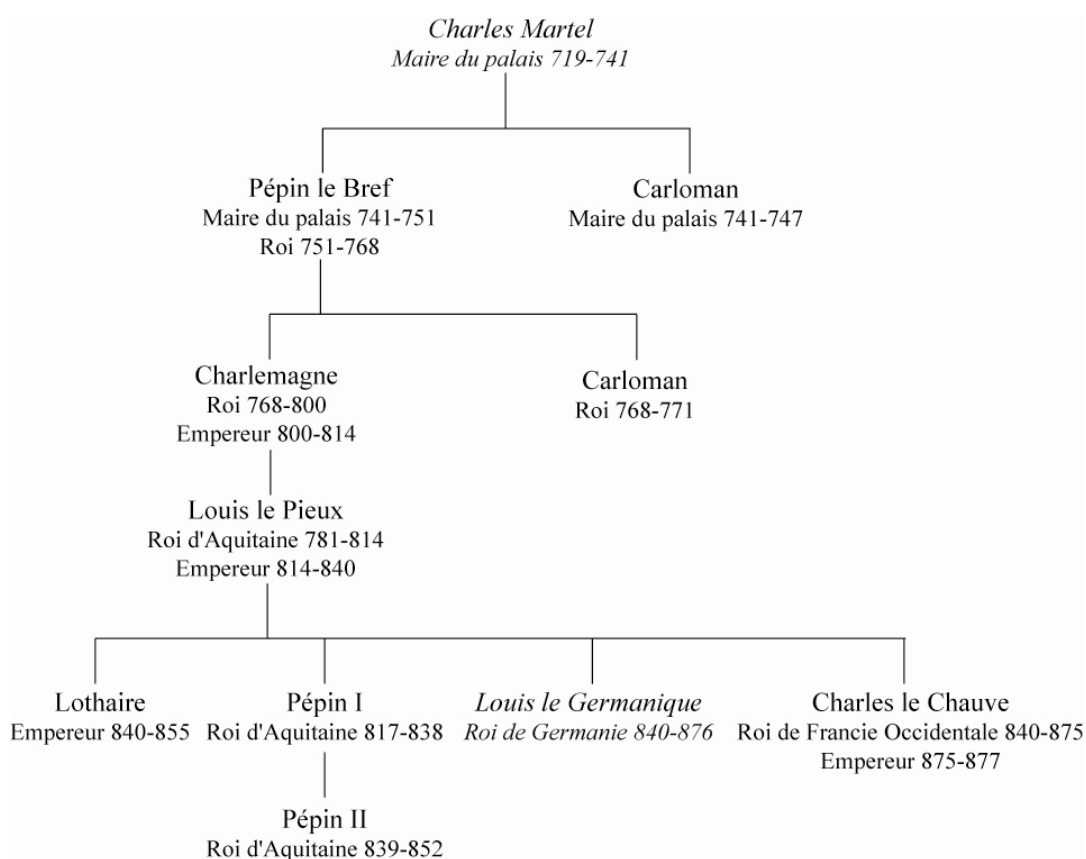 Charles Martel
Maire du palais 719-741
Pépin le Bref
Maire du palais 741-751
Roi 751-768
Carloman
Maire du palais 741-747
Charlemagne
Roi 768-800
Empereur 800-814
Carloman
Roi 768-771
Louis le Pieux
Roi d'Aquitaine 781-814
Empereur 814-840
Lothaire
Empereur 840-855
Pépin I
Roi d'Aquitaine 817-838
Louis le Germanique
Roi de Germanie 840-876
Charles le Chauve
Roi de Francie Occidentale 840-875
Empereur 875-877
Pépin II
Roi d'Aquitaine 839-852